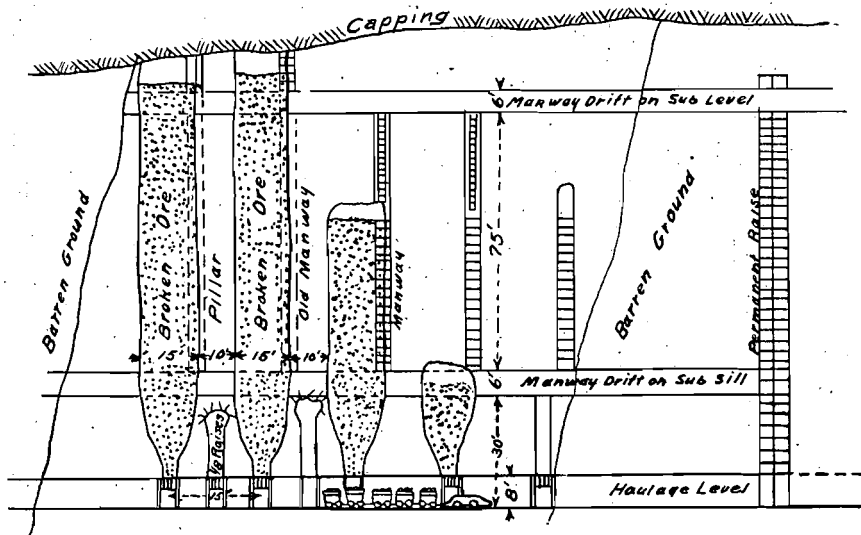 Capping
6'
Manway Drift on Sub Level
Barren Ground
Broken Ore
Pillar
Broken Ore
Old Manway
Manway
75'
Barren Ground
Permanent Raise
15'
10'
15'
10'
6'
Manway Drift on Sub Sill
Raises
30'
8'
Haulage Level